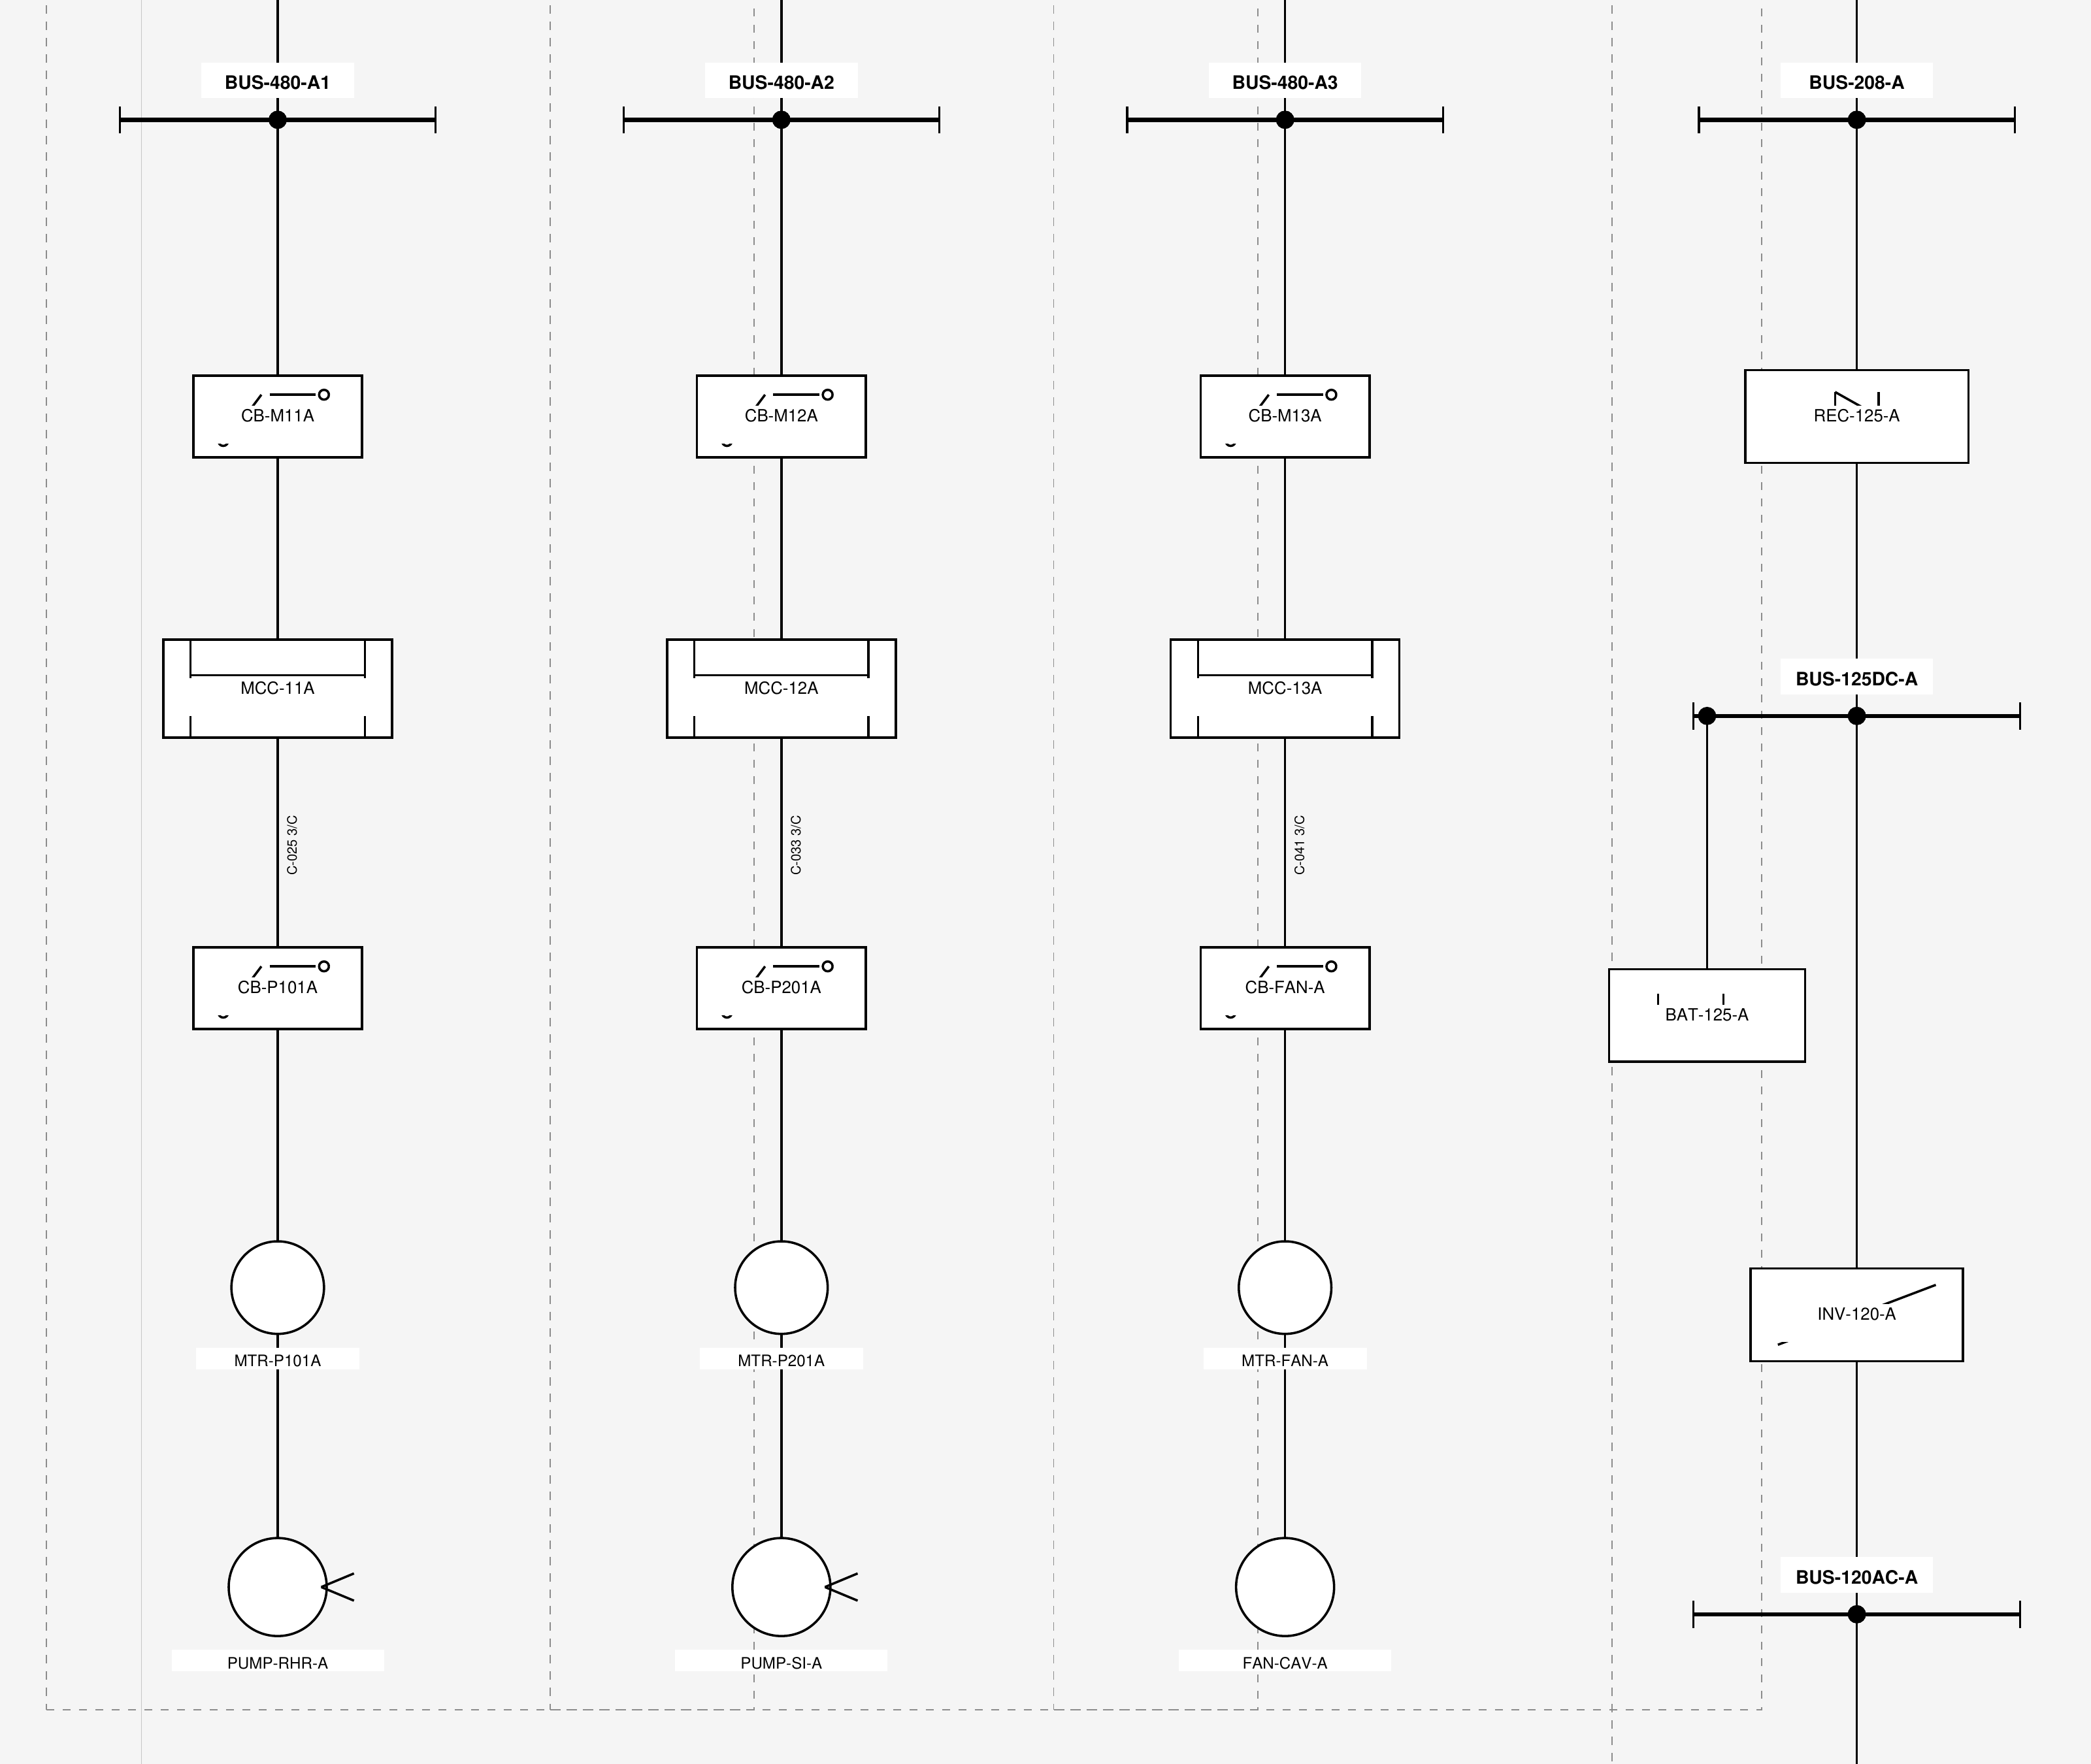 BUS-480-A1
BUS-480-A2
BUS-480-A3
BUS-208-A
CB-M11A
CB-M12A
CB-M13A
REC-125-A
BUS-125DC-A
MCC-11A
MCC-12A
MCC-13A
C-025 3/C
C-033 3/C
C-041 3/C
CB-P101A
CB-P201A
CB-FAN-A
BAT-125-A
INV-120-A
MTR-P101A
MTR-P201A
MTR-FAN-A
BUS-120AC-A
PUMP-RHR-A
PUMP-SI-A
FAN-CAV-A